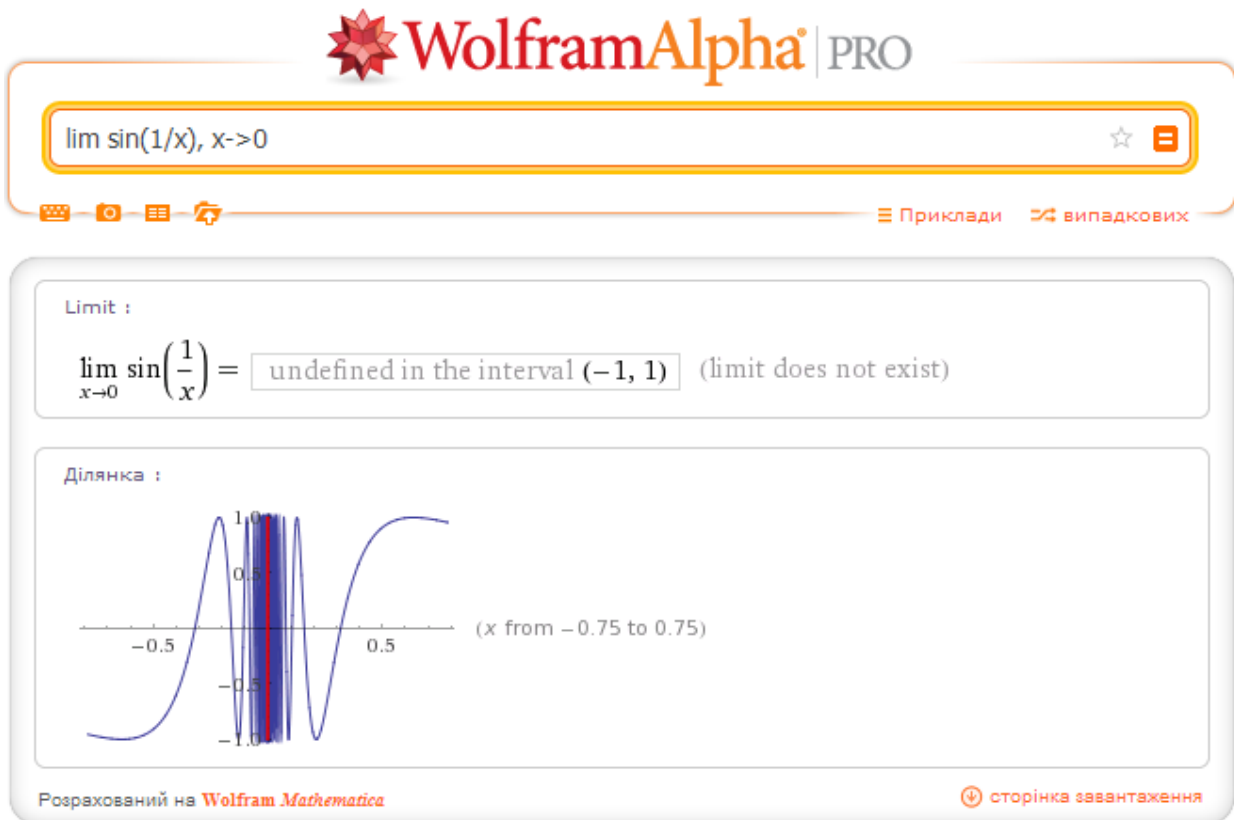 WolframAlpha PRO
lim sin(1/x), x->0
Приклади випадкових
Limit :
lim x→0 sin(1/x) = undefined in the interval (−1, 1) (limit does not exist)
Ділянка :
1.0
0.5
−0.5 0.5
(x from −0.75 to 0.75)
−0.5
−1.0
Розрахований на Wolfram Mathematica
сторінка завантаження